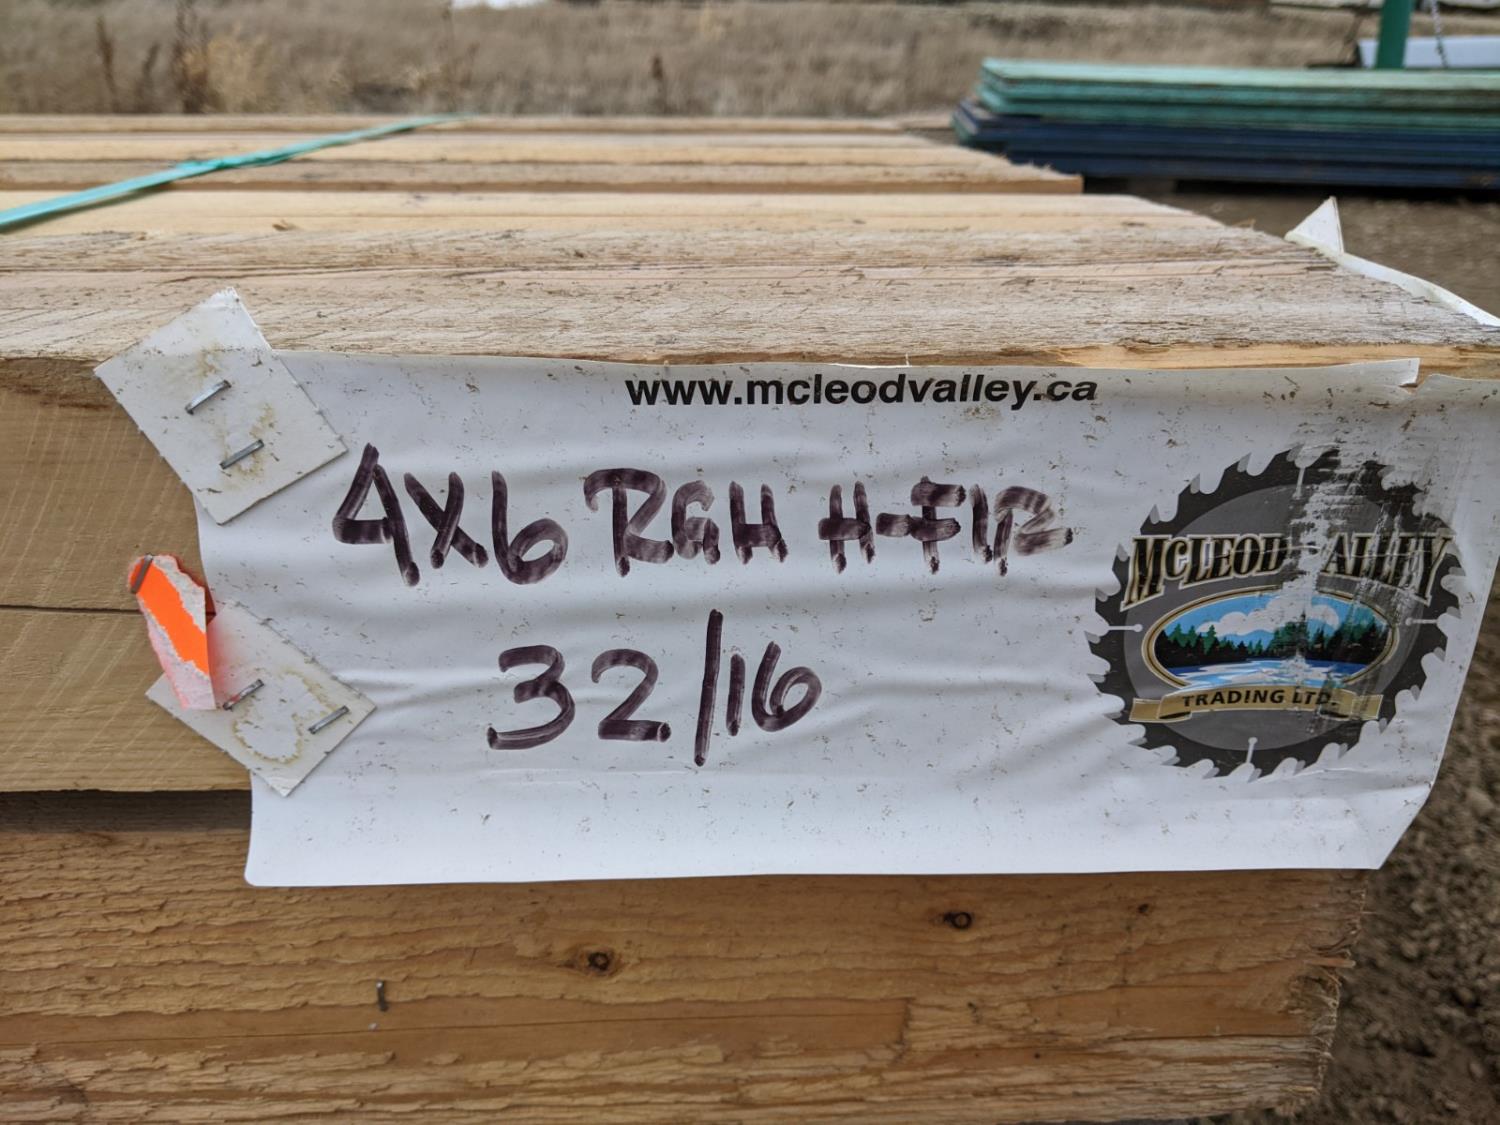 www.mcleodvalley.ca
4X6 RGH H-FIR
32/16
MCLEOD VALLEY
TRADING LTD.